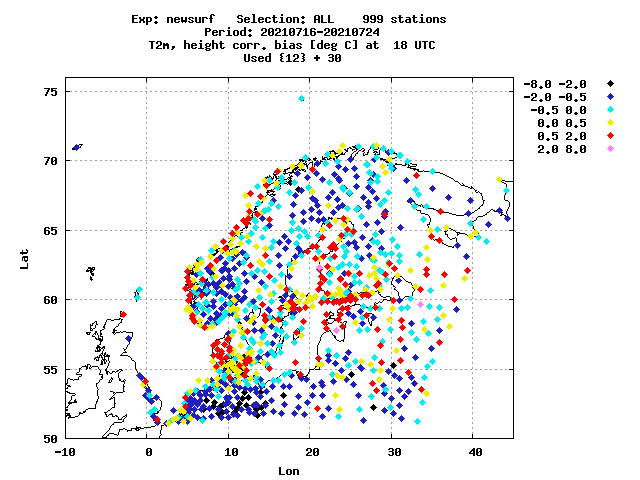 Exp: newsurf   Selection: ALL    999 stations
Period: 20210716-20210724
T2m, height corr. bias [deg C] at  18 UTC
Used {12} + 30
-8.0 -2.0
-2.0 -0.5
-0.5 0.0
0.0 0.5
0.5 2.0
2.0 8.0
75
70
65
60
55
50
Lat
-10 0 10 20 30 40
Lon